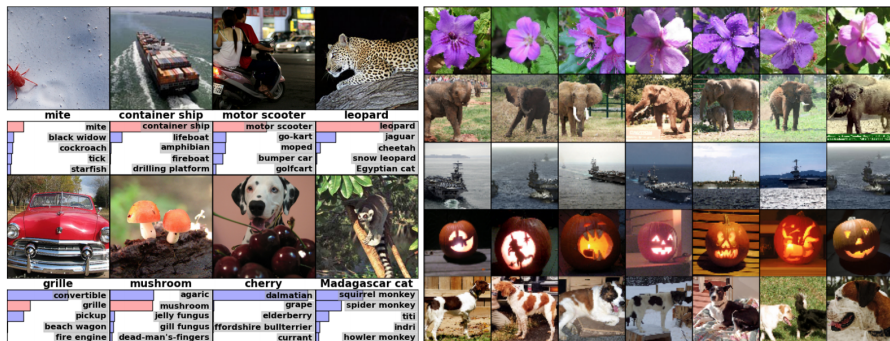 mite
container ship
motor scooter
leopard
mite
black widow
cockroach
tick
starfish
container ship
lifeboat
amphibian
fireboat
drilling platform
motor scooter
go-kart
moped
bumper car
golfcart
leopard
jaguar
cheetah
snow leopard
Egyptian cat
grille
mushroom
cherry
Madagascar cat
convertible
grille
pickup
beach wagon
fire engine
agaric
mushroom
jelly fungus
gill fungus
dead-man's-fingers
dalmatian
grape
elderberry
ffordshire bullterrier
currant
squirrel monkey
spider monkey
titi
indri
howler monkey